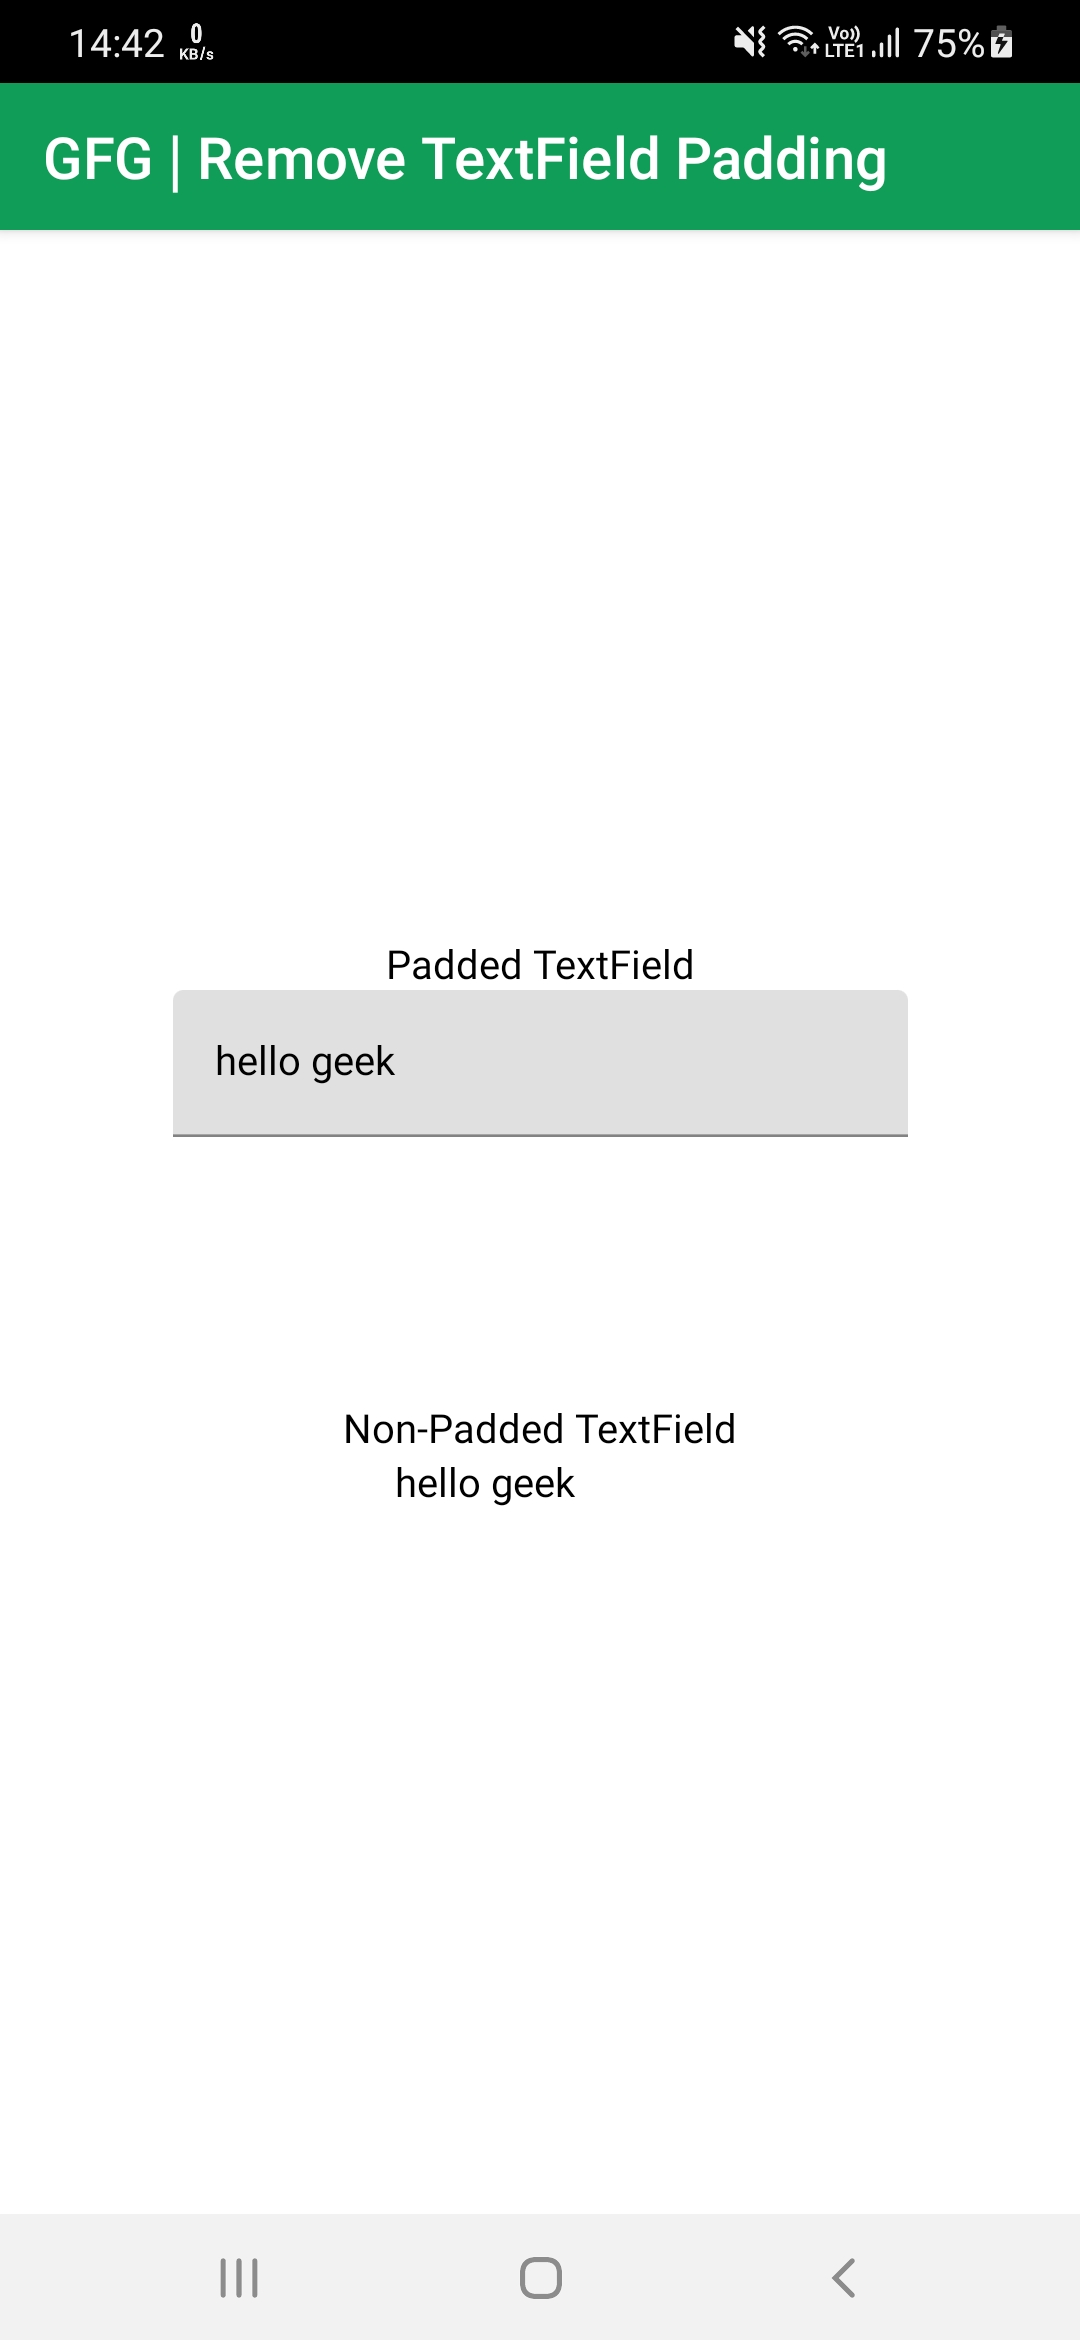 14:42 0 KB/s Vo)) LTE1 75%
GFG | Remove TextField Padding
Padded TextField
hello geek
Non-Padded TextField
hello geek